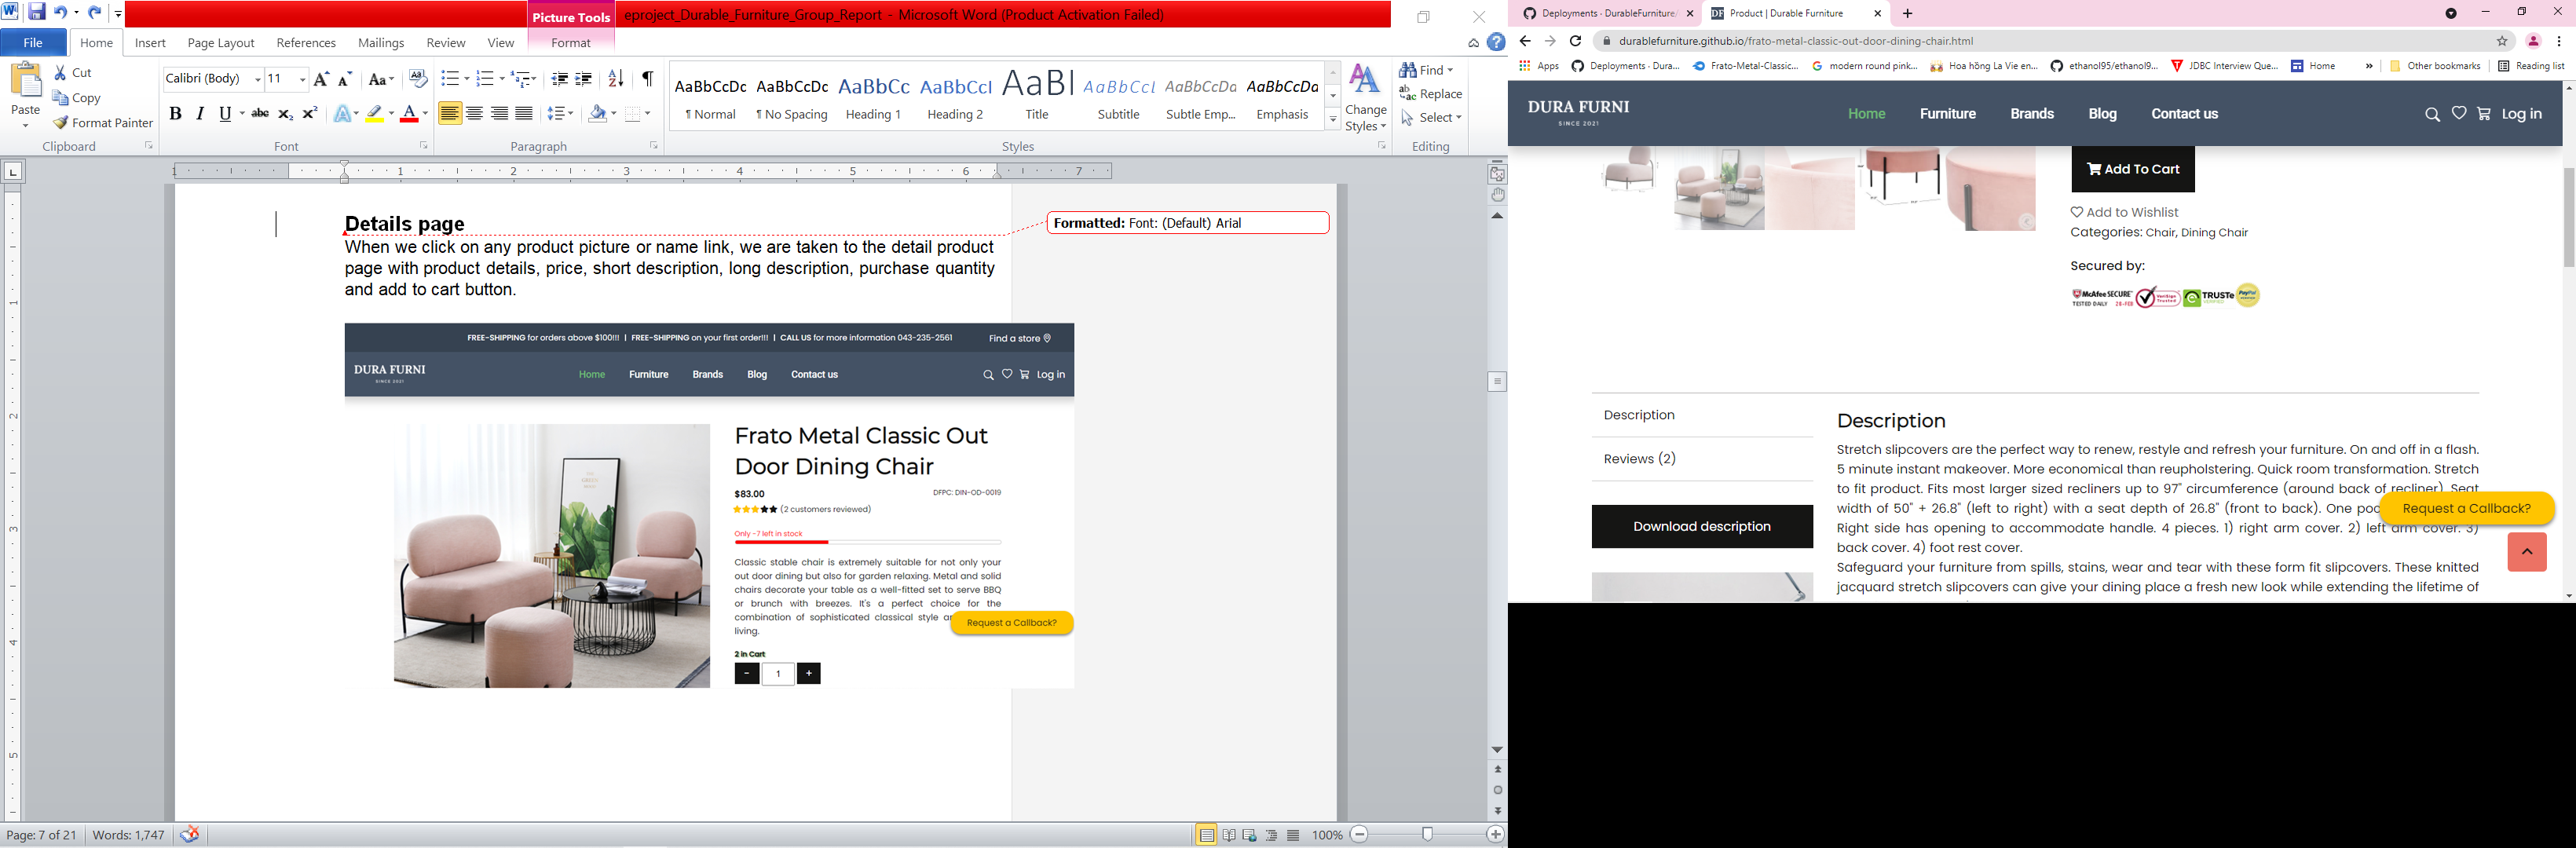 Picture Tools
eproject_Durable_Furniture_Group_Report - Microsoft Word (Product Activation Failed)
File Home Insert Page Layout References Mailings Review View Format
Paste
Cut
Copy
Format Painter
Clipboard
Calibri (Body) 11
Font
Paragraph
AaBbCcDc AaBbCcDc AaBbCc AaBbCcI AaBl AaBbCcL AaBbCcDa AaBbCcDa
¶ Normal ¶ No Spacing Heading 1 Heading 2 Title Subtitle Subtle Emp... Emphasis
Change Styles
Styles
Find
Replace
Select
Editing
1 1 2 3 4 5 6 7
Details page
When we click on any product picture or name link, we are taken to the detail product
page with product details, price, short description, long description, purchase quantity
and add to cart button.
Formatted: Font: (Default) Arial
FREE-SHIPPING for orders above $100!!! | FREE-SHIPPING on your first order!!! | CALL US for more information 043-235-2561 Find a store
DURA FURNI
SINCE 2021
Home Furniture Brands Blog Contact us Log in
Frato Metal Classic Out
Door Dining Chair
$83.00 DFPC: DIN-OD-0019
(2 customers reviewed)
Only ~7 left in stock
Classic stable chair is extremely suitable for not only your
out door dining but also for garden relaxing. Metal and solid
chairs decorate your table as a well-fitted set to serve BBQ
or brunch with breezes. It's a perfect choice for the
combination of sophisticated classical style
living.
Request a Callback?
2 in Cart
- 1 +
Page: 7 of 21 Words: 1,747 100%
Deployments · DurableFurniture/ Product | Durable Furniture
durablefurniture.github.io/frato-metal-classic-out-door-dining-chair.html
Apps Deployments · Dura... Frato-Metal-Classic... modern round pink... Hoa hồng La Vie en... ethanol95/ethanol9... JDBC Interview Que... Home » Other bookmarks Reading list
DURA FURNI
SINCE 2021
Home Furniture Brands Blog Contact us Log in
Add To Cart
Add to Wishlist
Categories: Chair, Dining Chair
Secured by:
McAfee SECURE
TESTED DAILY 28-FEB
VeriSign
Trusted
TRUSTe
PayPal
Description
Reviews (2)
Download description
Description
Stretch slipcovers are the perfect way to renew, restyle and refresh your furniture. On and off in a flash.
5 minute instant makeover. More economical than reupholstering. Quick room transformation. Stretch
to fit product. Fits most larger sized recliners up to 97" circumference (around back of recliner). Seat
width of 50" + 26.8" (left to right) with a seat depth of 26.8" (front to back). One
Right side has opening to accommodate handle. 4 pieces. 1) right arm cover. 2) left arm cover. 3)
back cover. 4) foot rest cover.
Safeguard your furniture from spills, stains, wear and tear with these form fit slipcovers. These knitted
jacquard stretch slipcovers can give your dining place a fresh new look while extending the lifetime of
Request a Callback?